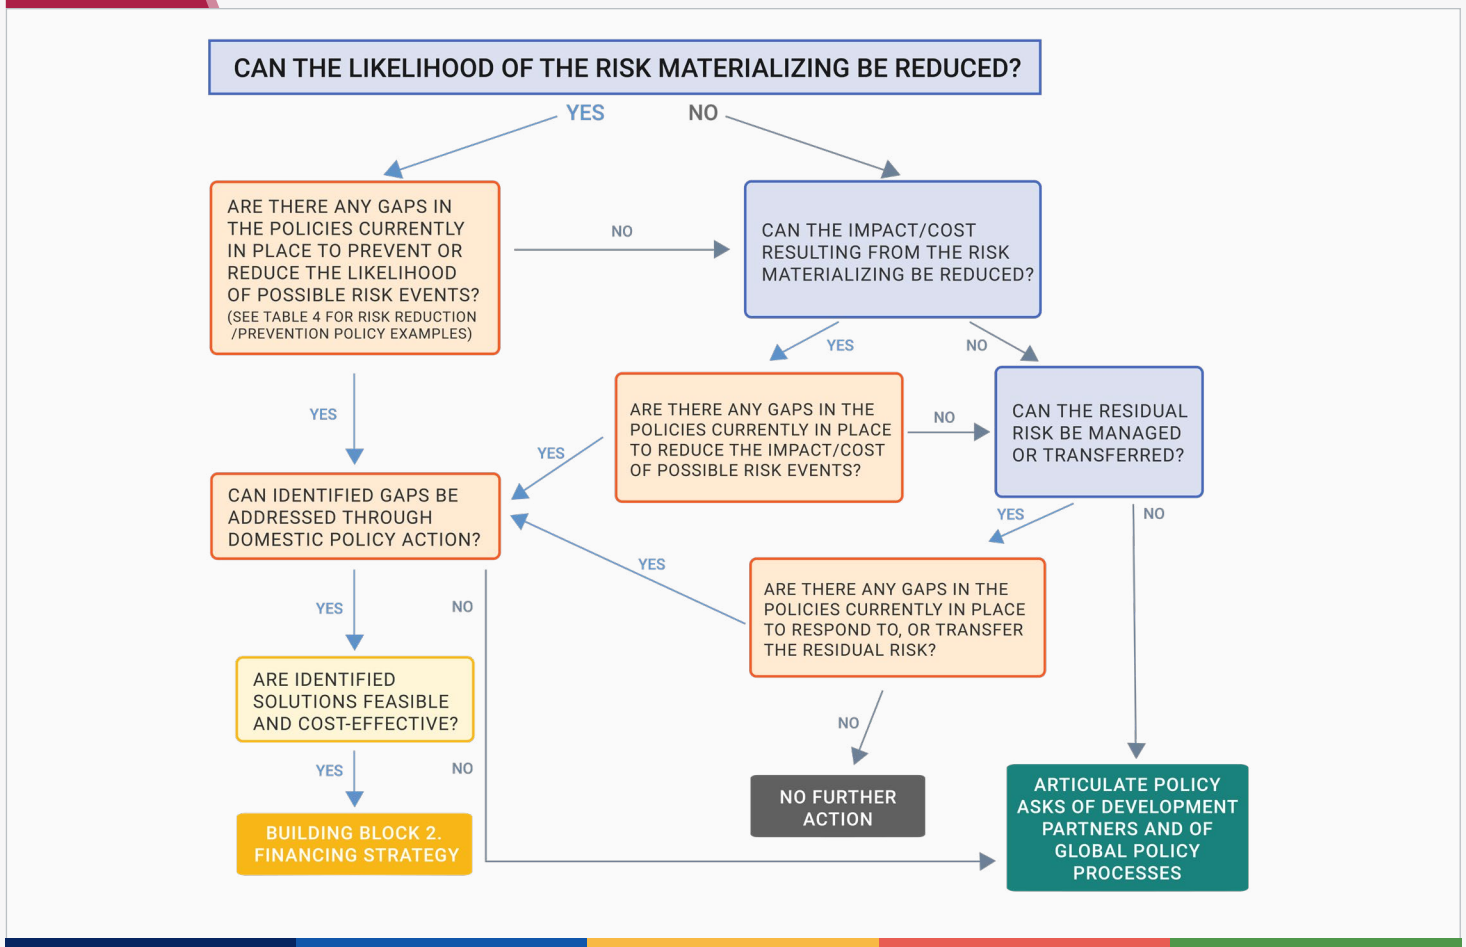 CAN THE LIKELIHOOD OF THE RISK MATERIALIZING BE REDUCED?
YES
NO
ARE THERE ANY GAPS IN
THE POLICIES CURRENTLY
IN PLACE TO PREVENT OR
REDUCE THE LIKELIHOOD
OF POSSIBLE RISK EVENTS?
(SEE TABLE 4 FOR RISK REDUCTION
/PREVENTION POLICY EXAMPLES)
NO
CAN THE IMPACT/COST
RESULTING FROM THE RISK
MATERIALIZING BE REDUCED?
YES
NO
YES
ARE THERE ANY GAPS IN THE
POLICIES CURRENTLY IN PLACE
TO REDUCE THE IMPACT/COST
OF POSSIBLE RISK EVENTS?
NO
CAN THE RESIDUAL
RISK BE MANAGED
OR TRANSFERRED?
YES
CAN IDENTIFIED GAPS BE
ADDRESSED THROUGH
DOMESTIC POLICY ACTION?
YES
NO
YES
ARE THERE ANY GAPS IN THE
POLICIES CURRENTLY IN PLACE
TO RESPOND TO, OR TRANSFER
THE RESIDUAL RISK?
YES
NO
ARE IDENTIFIED
SOLUTIONS FEASIBLE
AND COST-EFFECTIVE?
NO
YES
NO
BUILDING BLOCK 2.
FINANCING STRATEGY
NO FURTHER
ACTION
ARTICULATE POLICY
ASKS OF DEVELOPMENT
PARTNERS AND OF
GLOBAL POLICY
PROCESSES